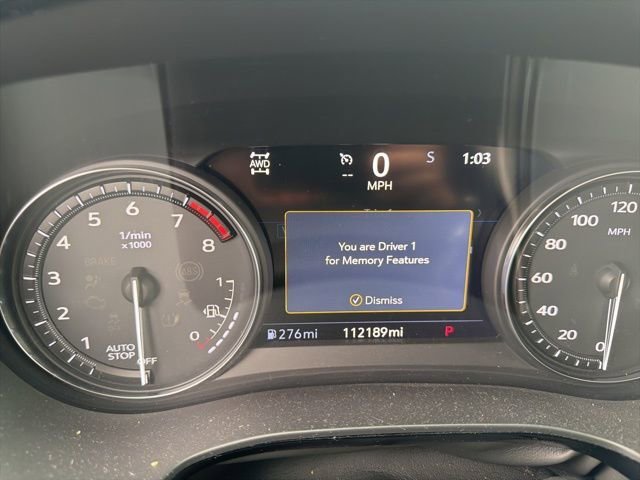 AWD
--
0
MPH
S
1:03
You are Driver 1
for Memory Features
Dismiss
276mi
112189mi
P
1/min
x1000
1
2
3
4
5
6
7
8
BRAKE
ABS
AUTO
STOP
OFF
1
0
MPH
0
20
40
60
80
100
120